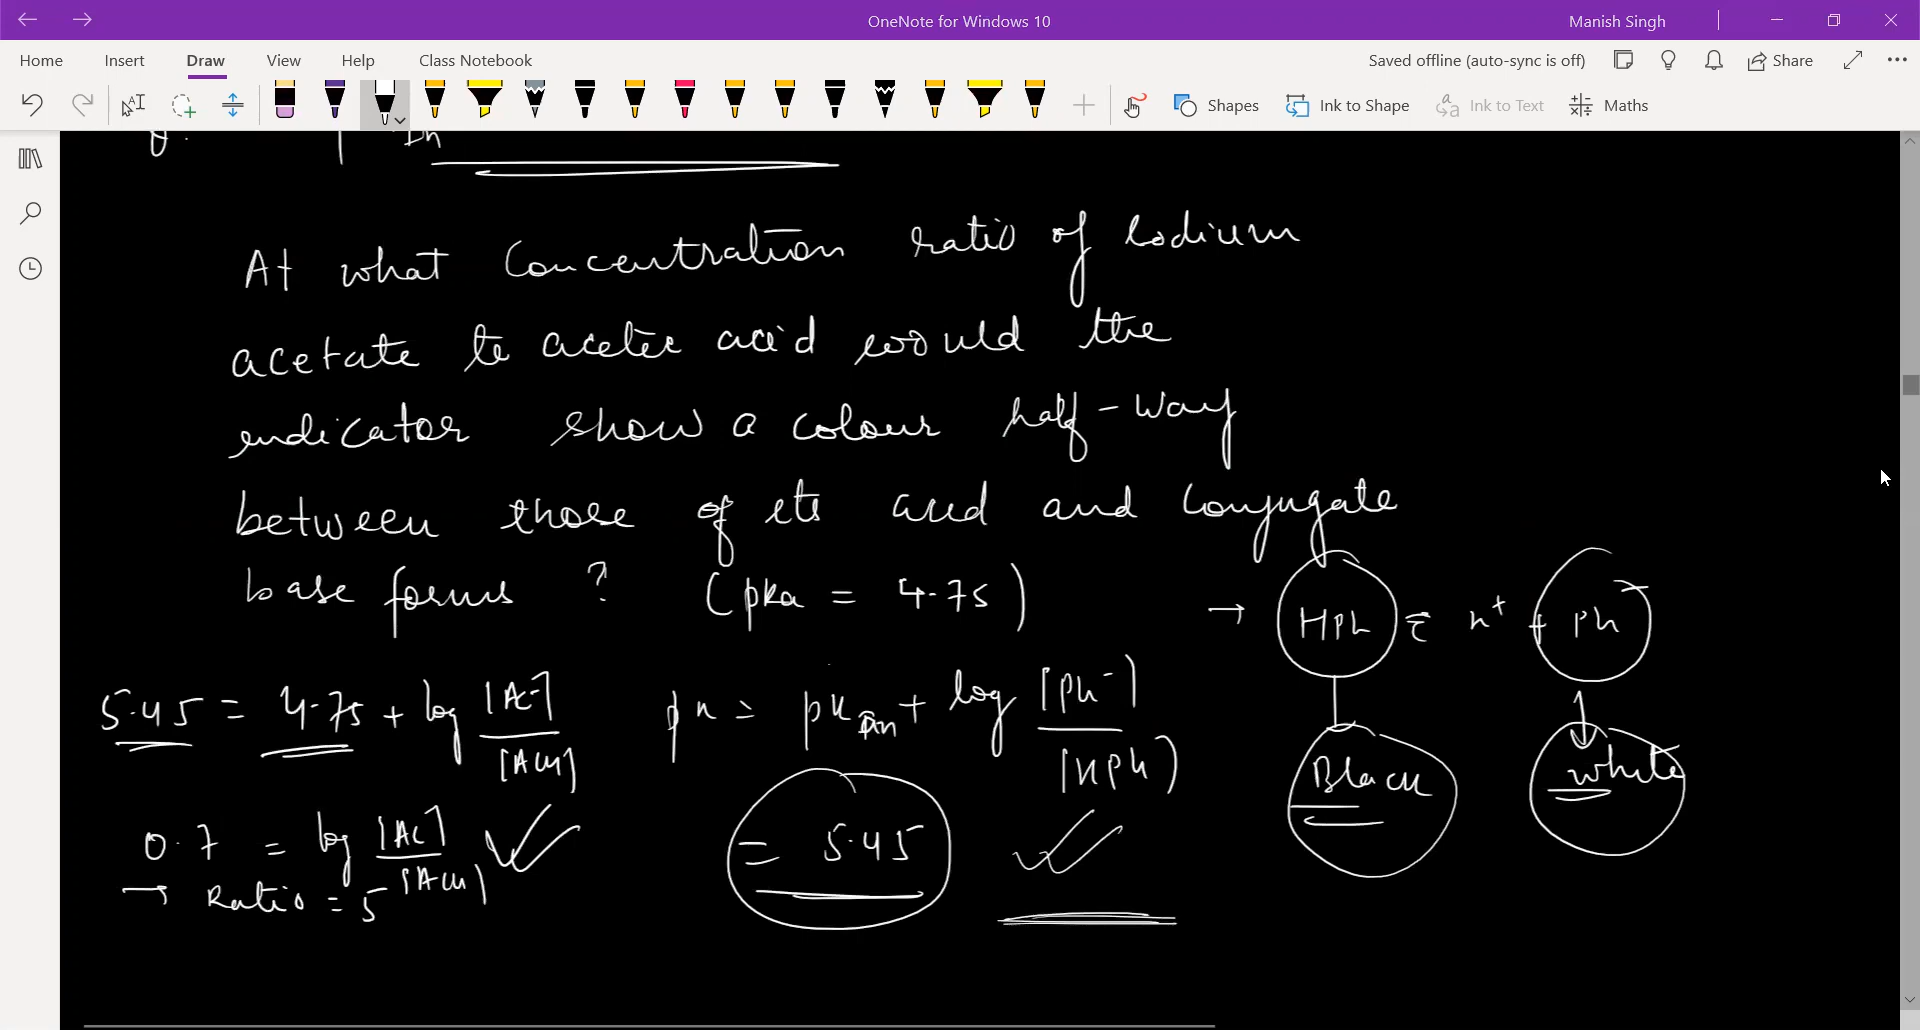 OneNote for Windows 10
Manish Singh
Home Insert Draw View Help Class Notebook
Saved offline (auto-sync is off) Share
Shapes Ink to Shape Ink to Text Maths
In
At what Concentration ratio of sodium
acetate to acetic acid would the
indicator show a colour half-way
between those of its acid and conjugate
base forms ? (pKa = 4.75)
→ HPh ⇌ H+ + Ph-
5.45 = 4.75 + log [Ac-]/[AcH]
pH = pKIn + log [Ph-]/[HPh]
Black White
0.7 = log [Ac]/[AcH]
= 5.45
→ Ratio = 5